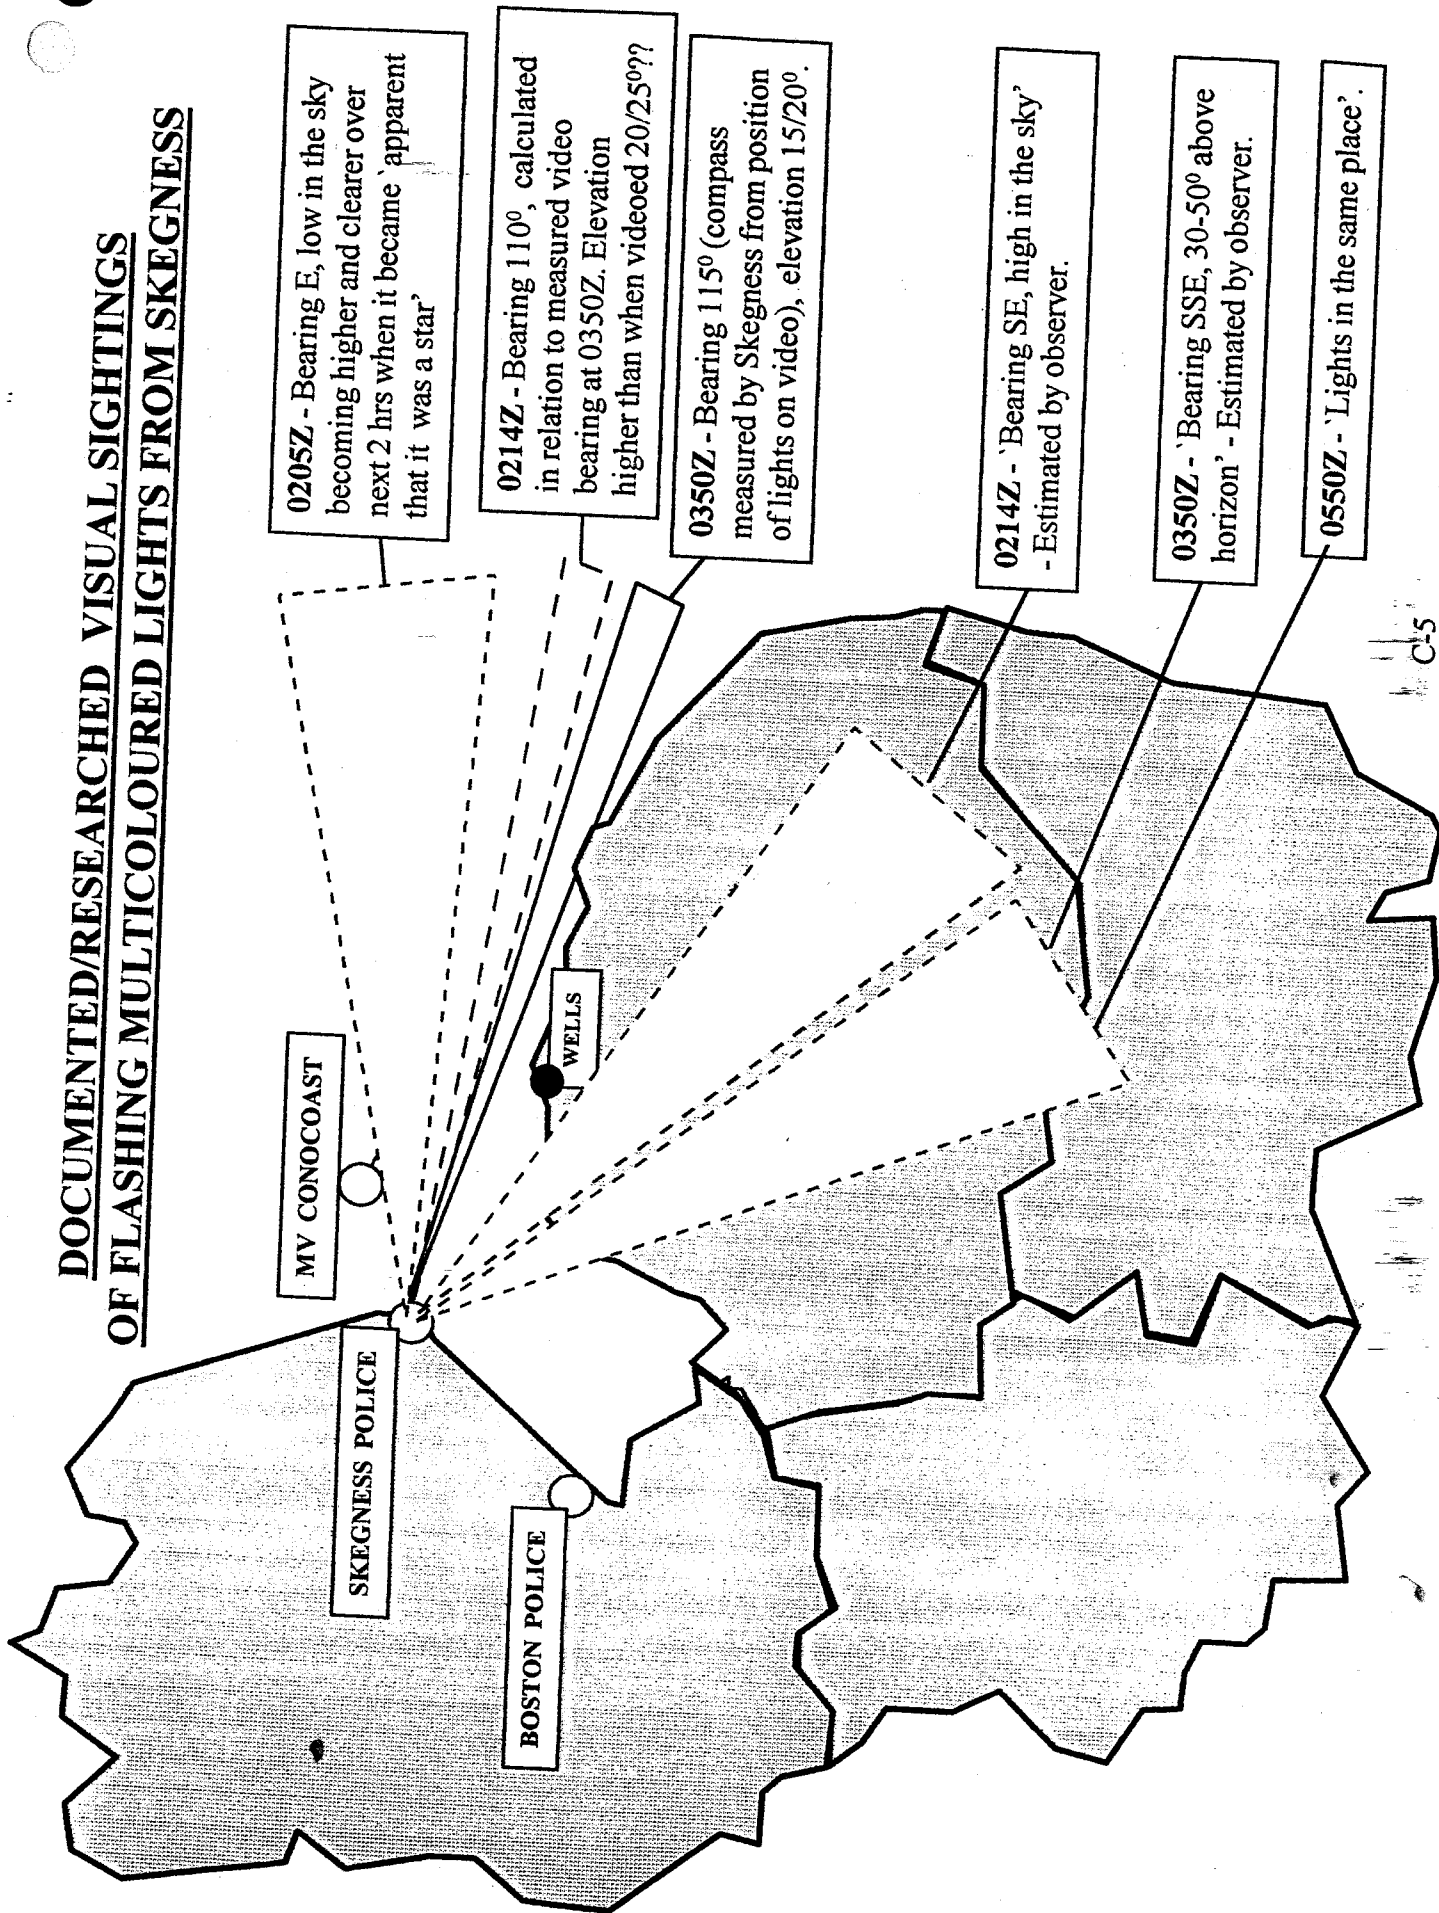 DOCUMENTED/RESEARCHED VISUAL SIGHTINGS
OF FLASHING MULTICOLOURED LIGHTS FROM SKEGNESS
0205Z - Bearing E, low in the sky
becoming higher and clearer over
next 2 hrs when it became `apparent
that it was a star'
0214Z - Bearing 110⁰, calculated
in relation to measured video
bearing at 0350Z. Elevation
higher than when videoed 20/25⁰??
0350Z - Bearing 115⁰ (compass
measured by Skegness from position
of lights on video), elevation 15/20⁰.
0214Z - `Bearing SE, high in the sky'
- Estimated by observer.
0350Z - `Bearing SSE, 30-50⁰ above
horizon' - Estimated by observer.
0550Z - `Lights in the same place'.
MV CONOCOAST
SKEGNESS POLICE
BOSTON POLICE
WELLS
C-5